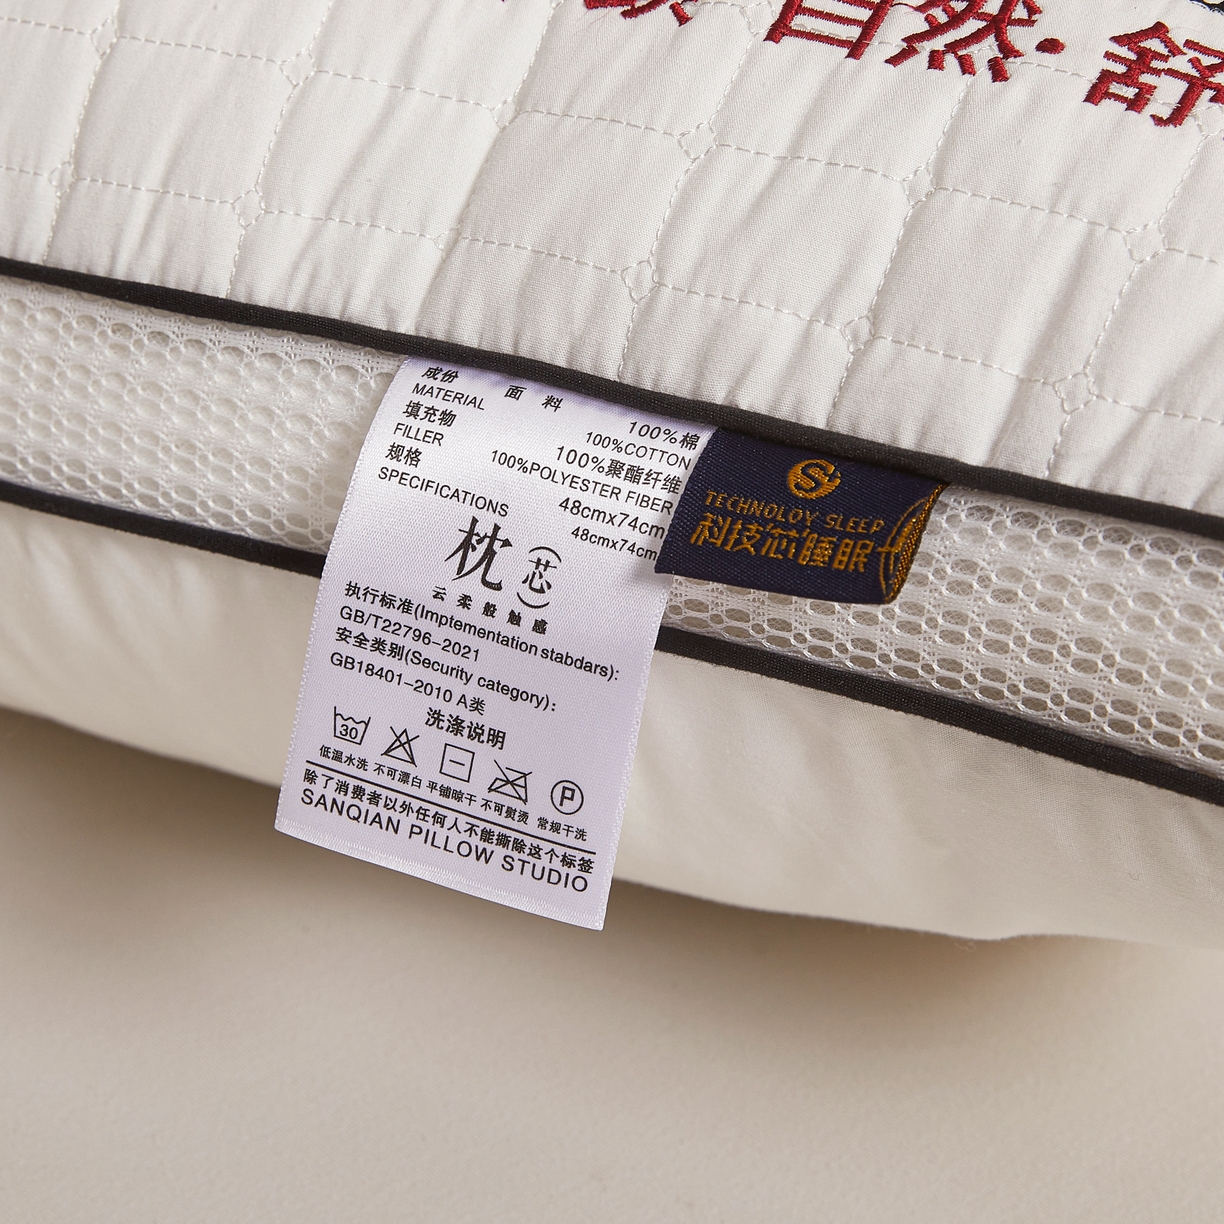 自然·舒
成份 面料
MATERIAL
100%棉
100%COTTON
填充物
FILLER
100%聚酯纤维
100%POLYESTER FIBER
规格
SPECIFICATIONS
48cmx74cm
48cmx74cm
枕(芯)
云柔般触感
执行标准(Imptementation stabdars):
GB/T22796-2021
安全类别(Security category):
GB18401-2010 A类
洗涤说明
30
P
低温水洗 不可漂白 平铺晾干 不可熨烫 常规干洗
除了消费者以外任何人不能撕除这个标签
SANQIAN PILLOW STUDIO
S
TECHNOLOY SLEEP
科技芯睡眠